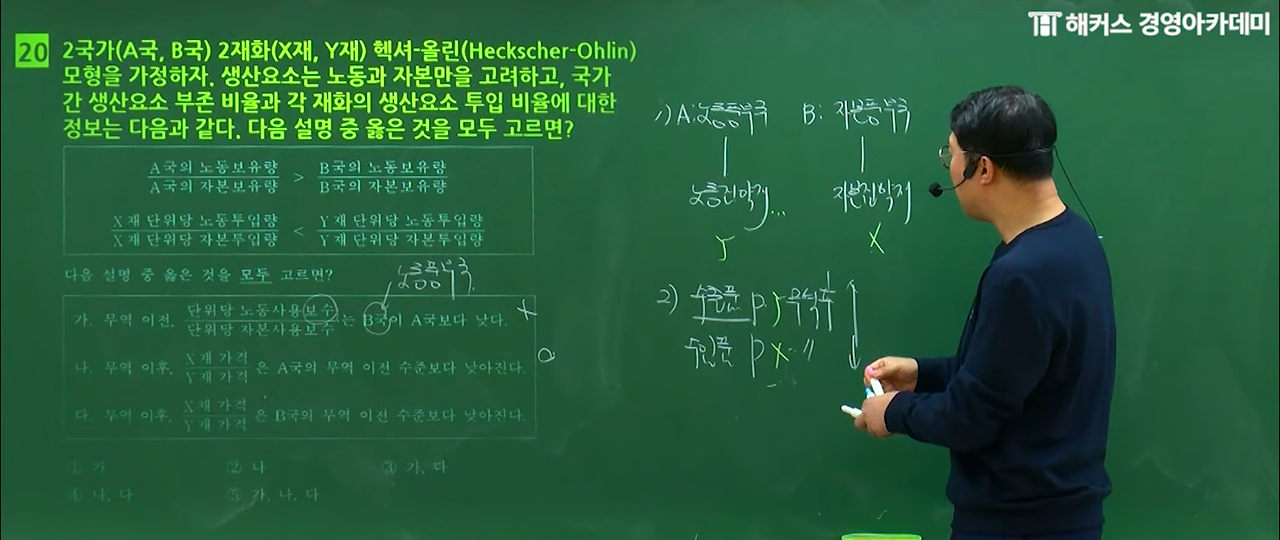 해커스 경영아카데미
20 2국가(A국, B국) 2재화(X재, Y재) 헥셔-올린(Heckscher-Ohlin)
모형을 가정하자. 생산요소는 노동과 자본만을 고려하고, 국가
간 생산요소 부존 비율과 각 재화의 생산요소 투입 비율에 대한
정보는 다음과 같다. 다음 설명 중 옳은 것을 모두 고르면?
A국의 노동보유량 > B국의 노동보유량
A국의 자본보유량 B국의 자본보유량
X재 단위당 노동투입량 < Y재 단위당 노동투입량
X재 단위당 자본투입량 Y재 단위당 자본투입량
다음 설명 중 옳은 것을 모두 고르면?
노동풍부국
가. 무역 이전, 단위당 노동사용보수 는 B국이 A국보다 낮다. X
단위당 자본사용보수
나. 무역 이후, X재 가격 은 A국의 무역 이전 수준보다 낮아진다. O
Y재 가격
다. 무역 이후, X재 가격 은 B국의 무역 이전 수준보다 낮아진다.
Y재 가격
① 가 ② 나 ③ 가, 다
④ 나, 다 ⑤ 가, 나, 다
1) A: 노동풍부국 B: 자본풍부국
노동집약재... 자본집약재
Y X
2) 수출품 P Y 무역후 ↑
수입품 P X 〃